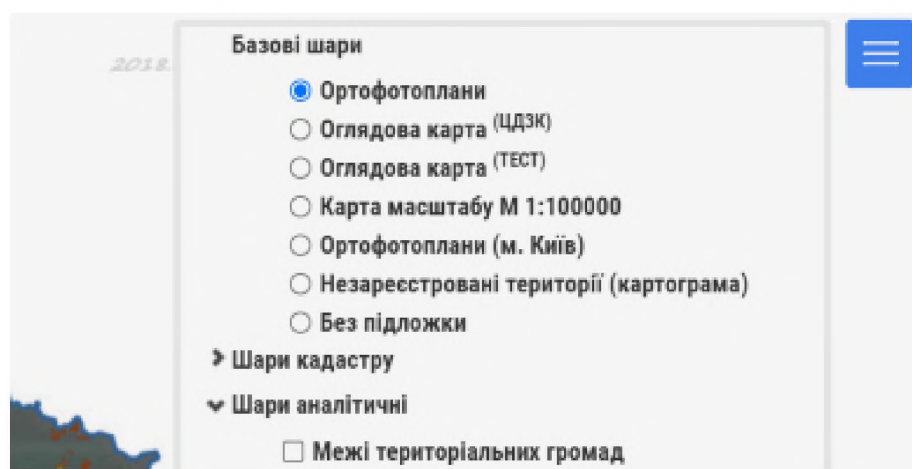 Базові шари
2018.
Ортофотоплани
Оглядова карта (ЦДЗК)
Оглядова карта (ТЕСТ)
Карта масштабу М 1:100000
Ортофотоплани (м. Київ)
Незареєстровані території (картограма)
Без підложки
Шари кадастру
Шари аналітичні
Межі територіальних громад